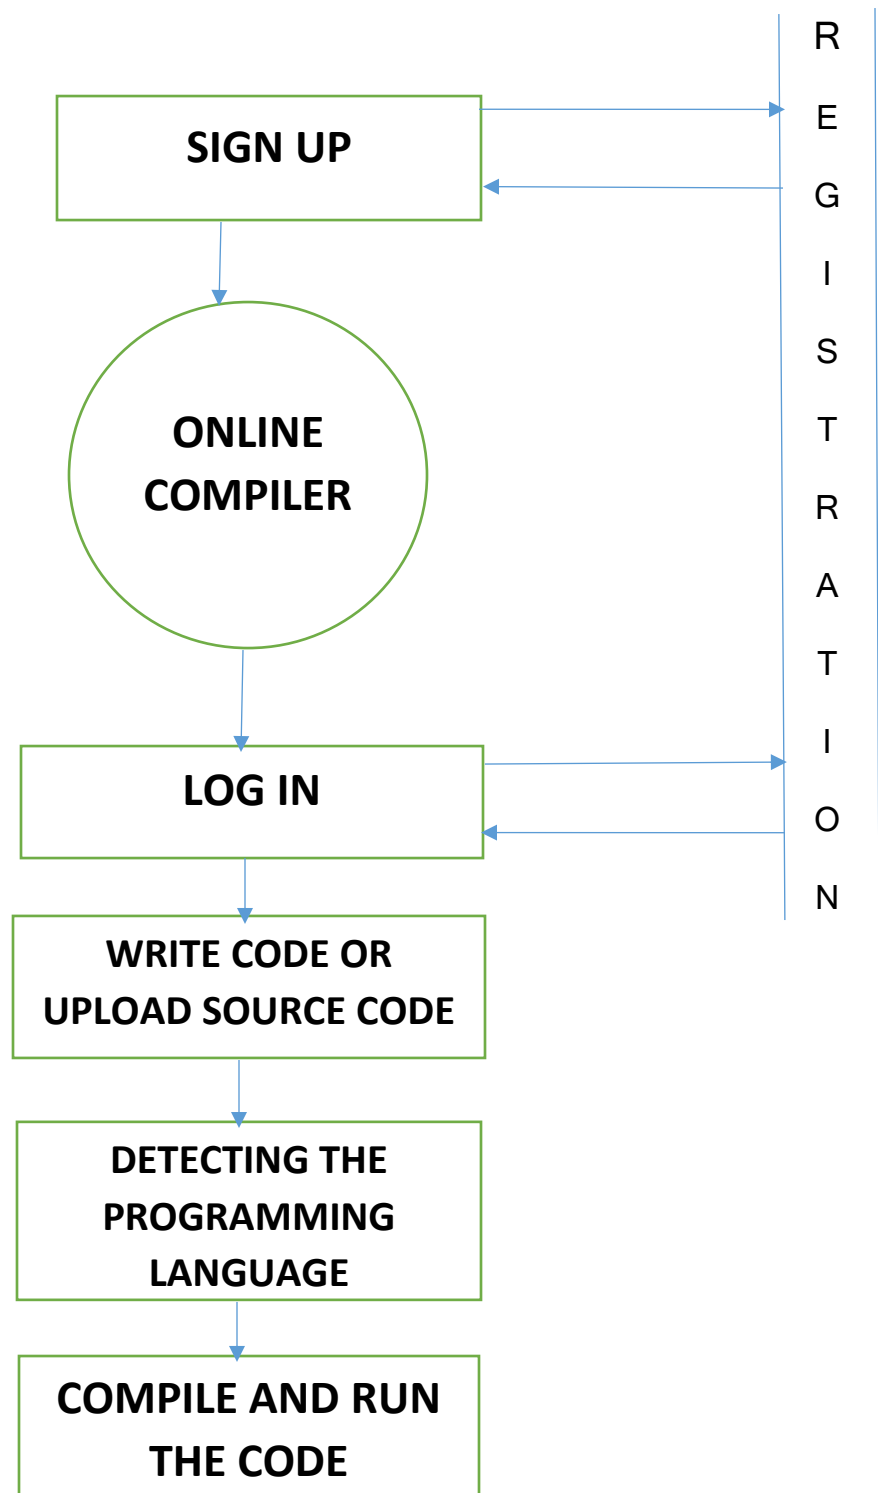 SIGN UP
ONLINE
COMPILER
LOG IN
WRITE CODE OR
UPLOAD SOURCE CODE
DETECTING THE
PROGRAMMING
LANGUAGE
COMPILE AND RUN
THE CODE
R
E
G
I
S
T
R
A
T
I
O
N